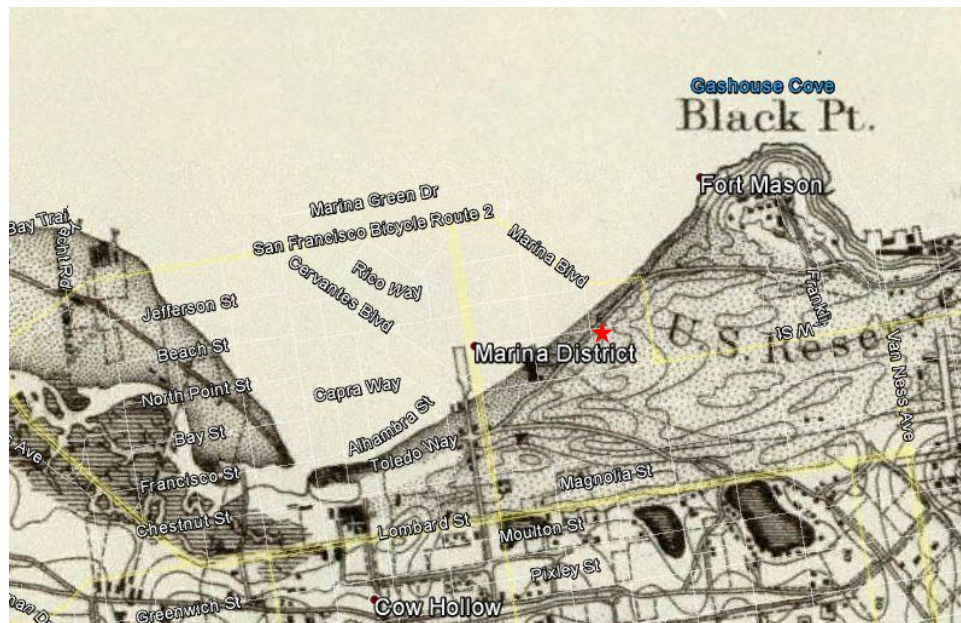 Gashouse Cove
Black Pt.
Fort Mason
Marina Green Dr
San Francisco Bicycle Route 2
Bay Trai
Yacht Rd
Marina Blvd
Rico Way
Cervantes Blvd
Jefferson St
Franklin
W St
U.S. Rese
Van Ness Ave
Beach St
Marina District
North Point St
Capra Way
Alhambra St
Bay St
Toledo Way
Ave
Francisco St
Magnolia St
Chestnut St
Lombard St
Moulton St
Pixley St
Greenwich St
Cow Hollow